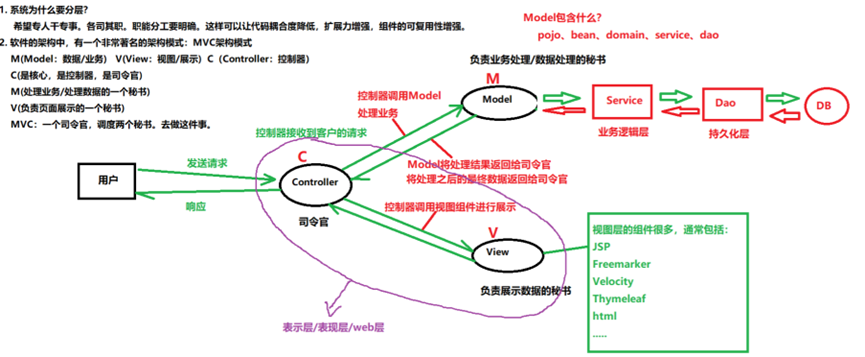 1. 系统为什么要分层？
希望专人干专事。各司其职。职能分工要明确。这样可以让代码耦合度降低，扩展力增强，组件的可复用性增强。
2. 软件的架构中，有一个非常著名的架构模式：MVC架构模式
M(Model：数据/业务） V(View：视图/展示）C（Controller：控制器）
C(是核心，是控制器，是司令官)
M(处理业务/处理数据的一个秘书)
V(负责页面展示的一个秘书)
MVC：一个司令官，调度两个秘书。去做这件事。
Model包含什么？
pojo、bean、domain、service、dao
负责业务处理/数据处理的秘书
M
Model
Service
业务逻辑层
Dao
持久化层
DB
控制器调用Model
处理业务
控制器接收到客户的请求
Model将处理结果返回给司令官
将处理之后的最终数据返回给司令官
用户
发送请求
响应
C
Controller
司令官
控制器调用视图组件进行展示
V
View
负责展示数据的秘书
表示层/表现层/web层
视图层的组件很多，通常包括：
JSP
Freemarker
Velocity
Thymeleaf
html
.....